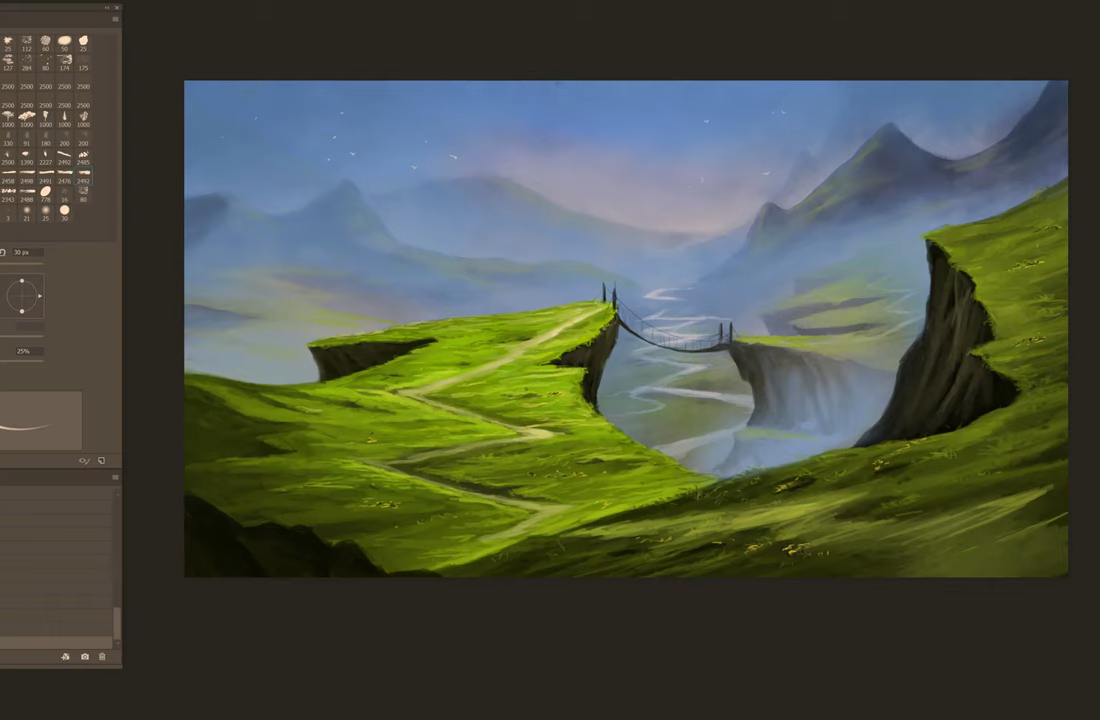 25 112 60 50 25
127 284 80 174 175
2500 2500 2500 2500 2500
2500 2500 2500 2500 2500
1000 1000 1000 1000 1000
330 91 180 200 200
2500 1390 2227 2492 2485
2458 2498 2491 2476 2492
2343 2488 778 16 80
3 21 25 30
30 px
25%